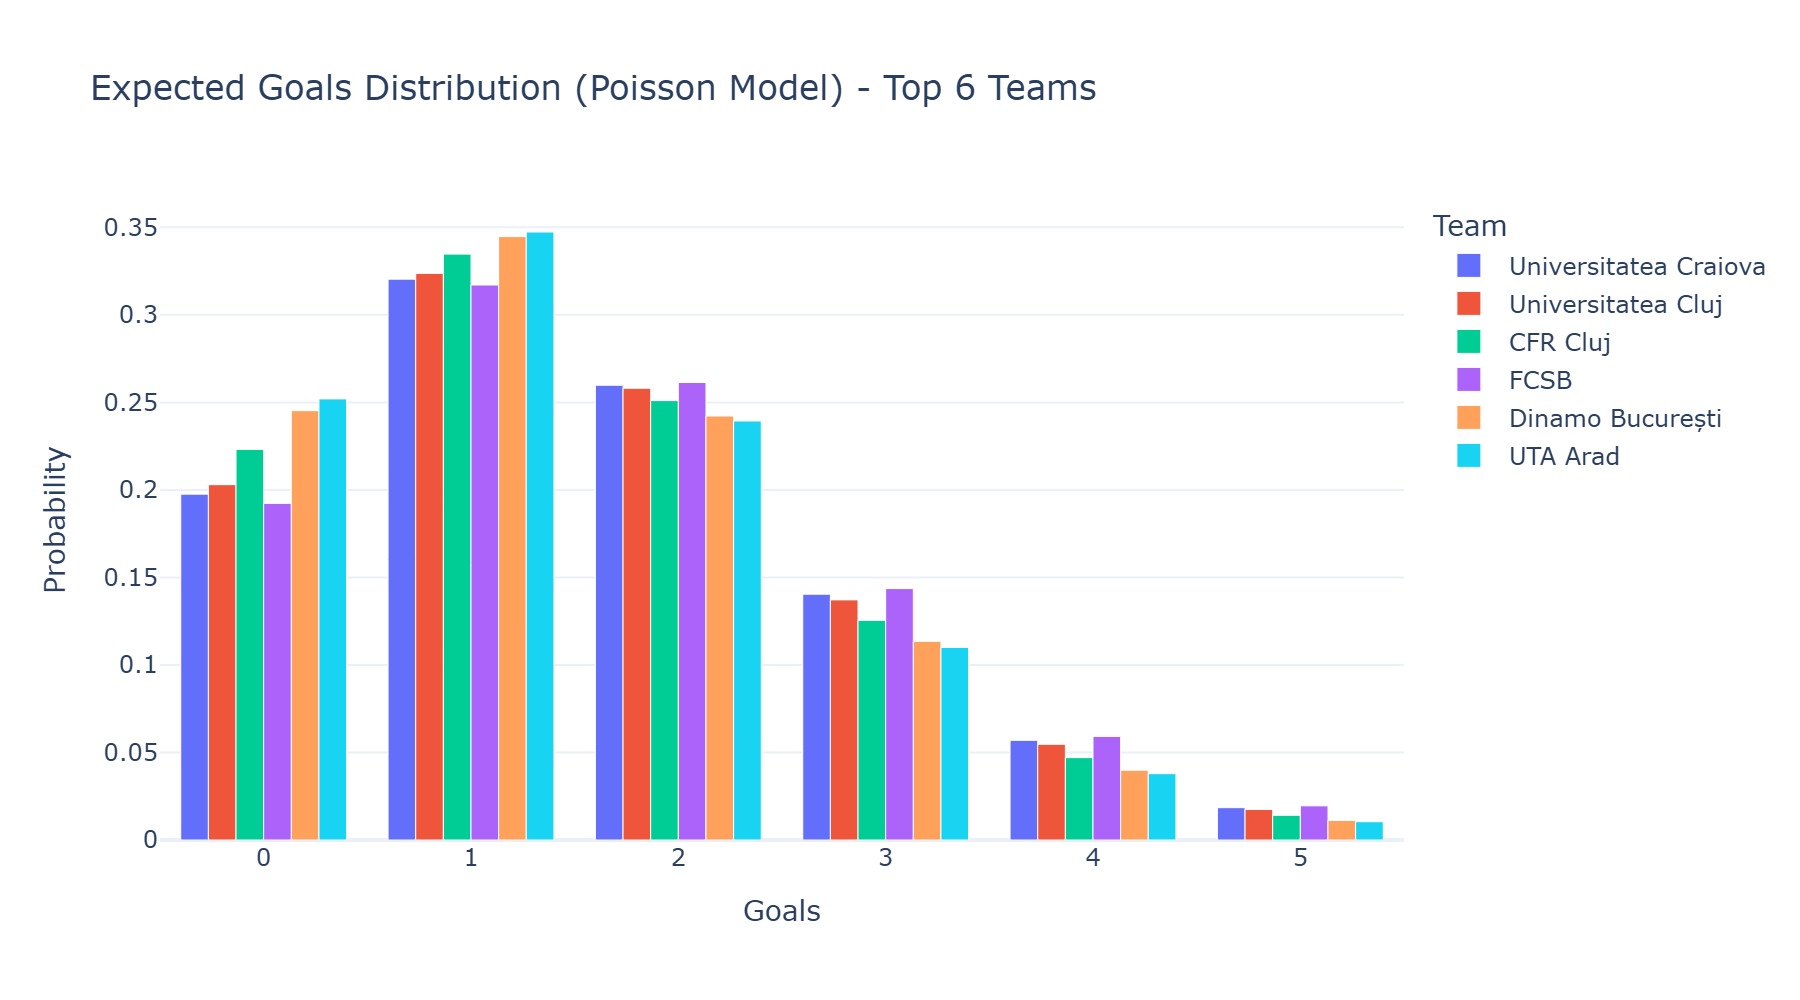 Expected Goals Distribution (Poisson Model) - Top 6 Teams
Team
Universitatea Craiova
Universitatea Cluj
CFR Cluj
FCSB
Dinamo București
UTA Arad
Probability
0.35
0.3
0.25
0.2
0.15
0.1
0.05
0
0 1 2 3 4 5
Goals